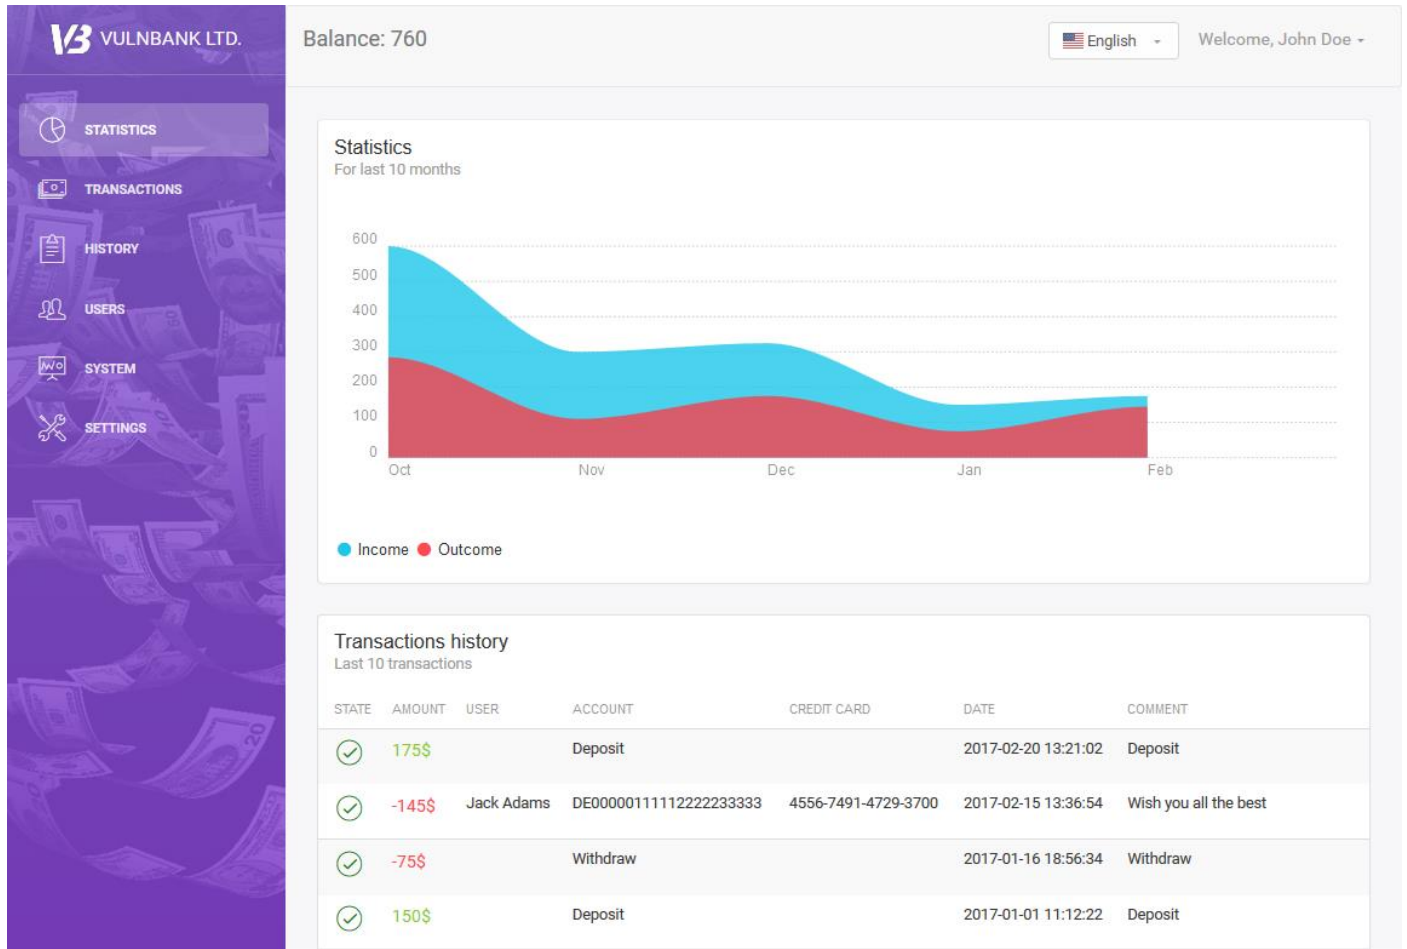 VB VULNBANK LTD.
Balance: 760
English
Welcome, John Doe
STATISTICS
TRANSACTIONS
HISTORY
USERS
SYSTEM
SETTINGS
Statistics
For last 10 months
600
500
400
300
200
100
0
Oct Nov Dec Jan Feb
Income Outcome
Transactions history
Last 10 transactions
STATE AMOUNT USER ACCOUNT CREDIT CARD DATE COMMENT
175$ Deposit 2017-02-20 13:21:02 Deposit
-145$ Jack Adams DE00000111112222233333 4556-7491-4729-3700 2017-02-15 13:36:54 Wish you all the best
-75$ Withdraw 2017-01-16 18:56:34 Withdraw
150$ Deposit 2017-01-01 11:12:22 Deposit